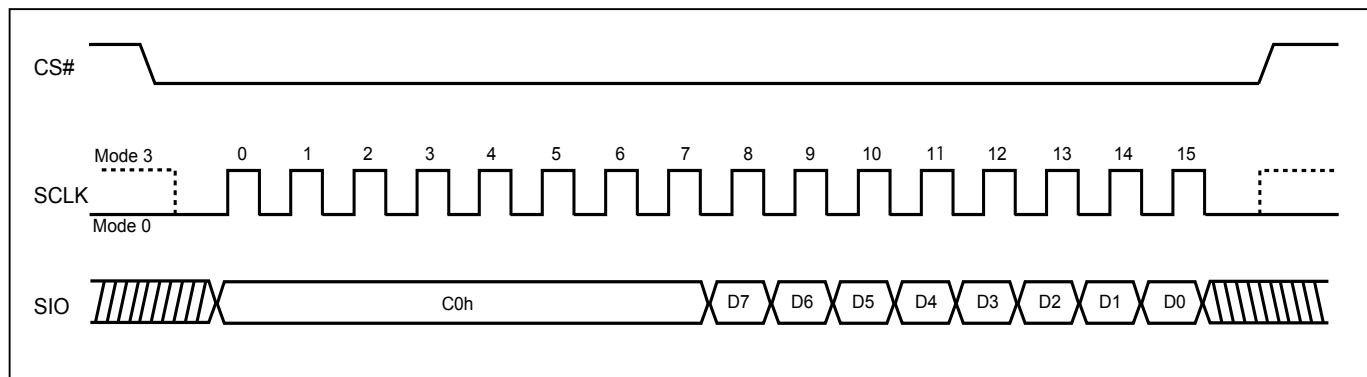 CS#
Mode 3 0 1 2 3 4 5 6 7 8 9 10 11 12 13 14 15
SCLK
Mode 0
SIO C0h D7 D6 D5 D4 D3 D2 D1 D0